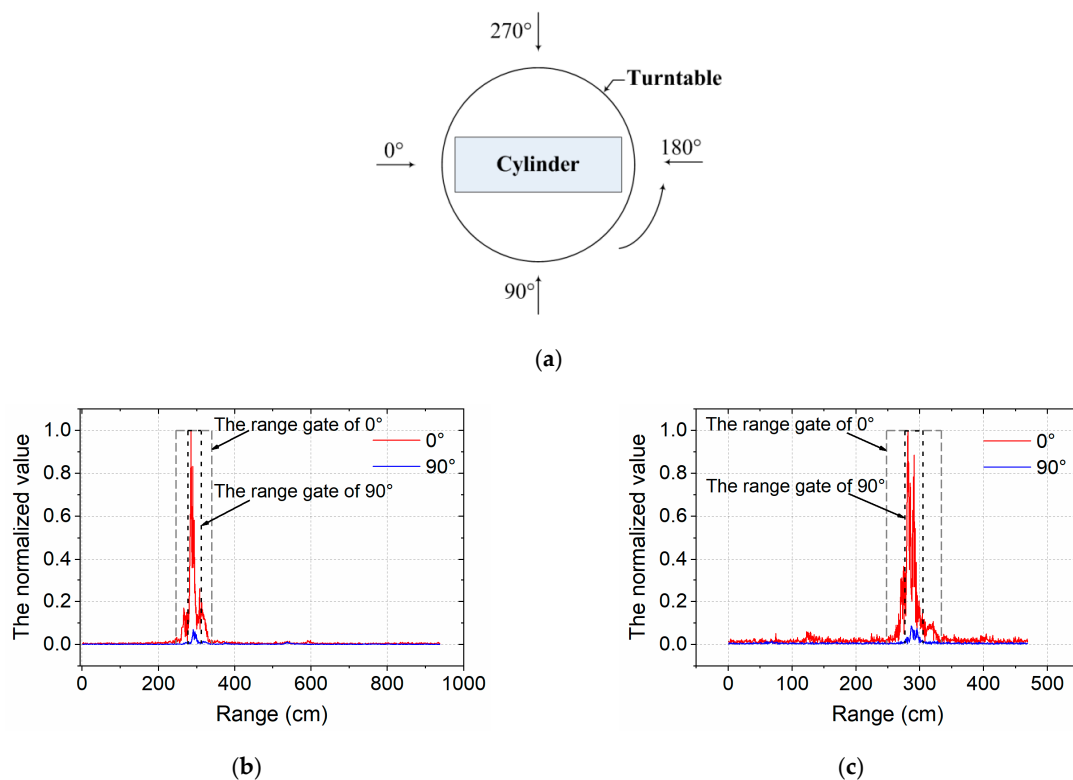 270°
Turntable
0°
180°
Cylinder
90°
(a)
The normalized value
1.0
0.8
0.6
0.4
0.2
0.0
The range gate of 0°
0°
90°
The range gate of 90°
0
200
400
600
800
1000
Range (cm)
(b)
The normalized value
1.0
0.8
0.6
0.4
0.2
0.0
The range gate of 0°
0°
90°
The range gate of 90°
0
100
200
300
400
500
Range (cm)
(c)